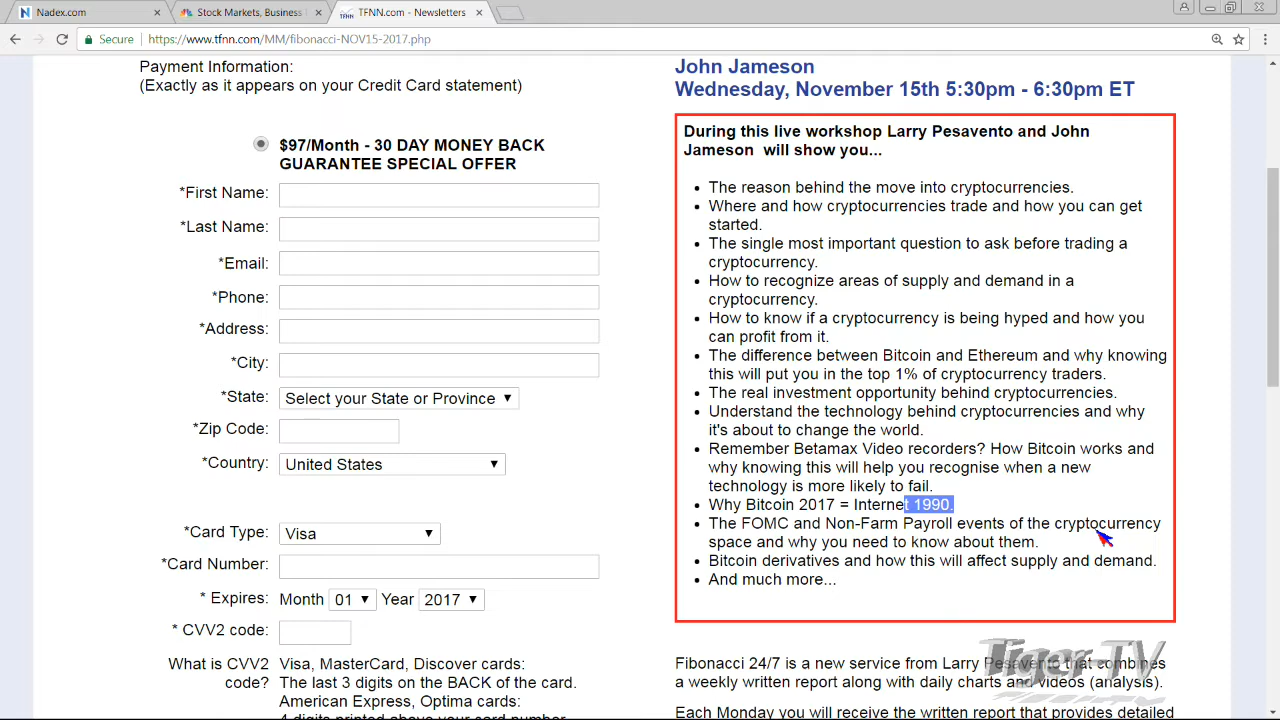 Nadex.com
Stock Markets, Business
TFNN.com - Newsletters
Secure
https://www.tfnn.com/MM/fibonacci-NOV15-2017.php
Payment Information:
(Exactly as it appears on your Credit Card statement)
$97/Month - 30 DAY MONEY BACK
GUARANTEE SPECIAL OFFER
*First Name:
*Last Name:
*Email:
*Phone:
*Address:
*City:
*State: Select your State or Province
*Zip Code:
*Country: United States
*Card Type: Visa
*Card Number:
* Expires: Month 01 Year 2017
* CVV2 code:
What is CVV2 Visa, MasterCard, Discover cards:
code? The last 3 digits on the BACK of the card.
American Express, Optima cards:
4 digits printed above your card number
John Jameson
Wednesday, November 15th 5:30pm - 6:30pm ET
During this live workshop Larry Pesavento and John
Jameson will show you...
• The reason behind the move into cryptocurrencies.
• Where and how cryptocurrencies trade and how you can get
started.
• The single most important question to ask before trading a
cryptocurrency.
• How to recognize areas of supply and demand in a
cryptocurrency.
• How to know if a cryptocurrency is being hyped and how you
can profit from it.
• The difference between Bitcoin and Ethereum and why knowing
this will put you in the top 1% of cryptocurrency traders.
• The real investment opportunity behind cryptocurrencies.
• Understand the technology behind cryptocurrencies and why
it's about to change the world.
• Remember Betamax Video recorders? How Bitcoin works and
why knowing this will help you recognise when a new
technology is more likely to fail.
• Why Bitcoin 2017 = Internet 1990.
• The FOMC and Non-Farm Payroll events of the cryptocurrency
space and why you need to know about them.
• Bitcoin derivatives and how this will affect supply and demand.
• And much more...
Fibonacci 24/7 is a new service from Larry Pesavento that combines
a weekly written report along with daily charts and videos (analysis).
Each Monday you will receive the written report that provides detailed
Tiger TV